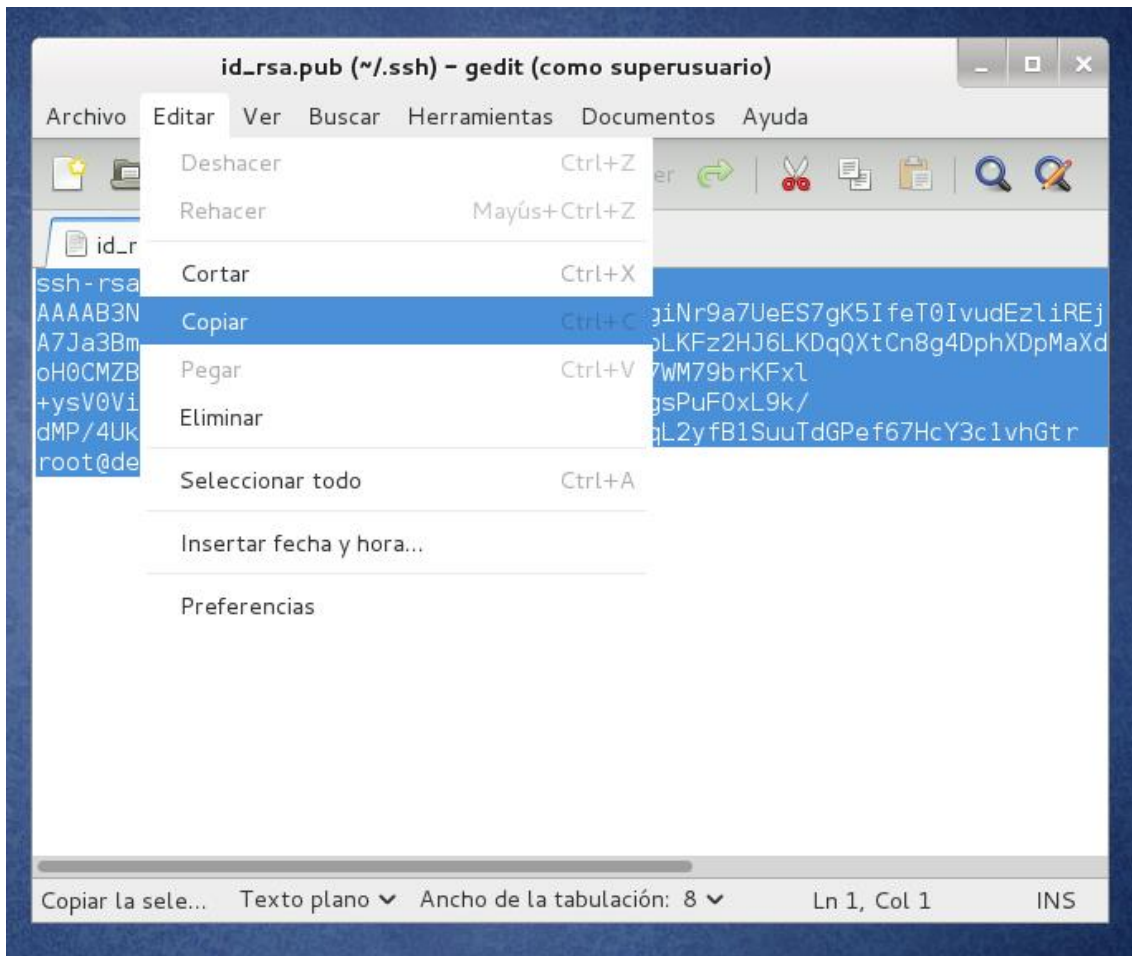 id_rsa.pub (~/.ssh) – gedit (como superusuario)
Archivo Editar Ver Buscar Herramientas Documentos Ayuda
Deshacer Ctrl+Z er
Rehacer Mayús+Ctrl+Z
id_r
ssh-rsa
Cortar Ctrl+X
AAAAB3N giNr9a7UeES7gK5IfeT0IvudEzliREj
Copiar Ctrl+C
A7Ja3Bm LKFz2HJ6LKDqQXtCn8g4DphXDpMaXd
oH0CMZB 7WM79brKFxl
Pegar Ctrl+V
+ysV0Vi gsPuFOxL9k/
Eliminar
dMP/4Uk qL2yfB1SuuTdGPef67HcY3c1vhGtr
root@de
Seleccionar todo Ctrl+A
Insertar fecha y hora...
Preferencias
Copiar la sele... Texto plano Ancho de la tabulación: 8 Ln 1, Col 1 INS